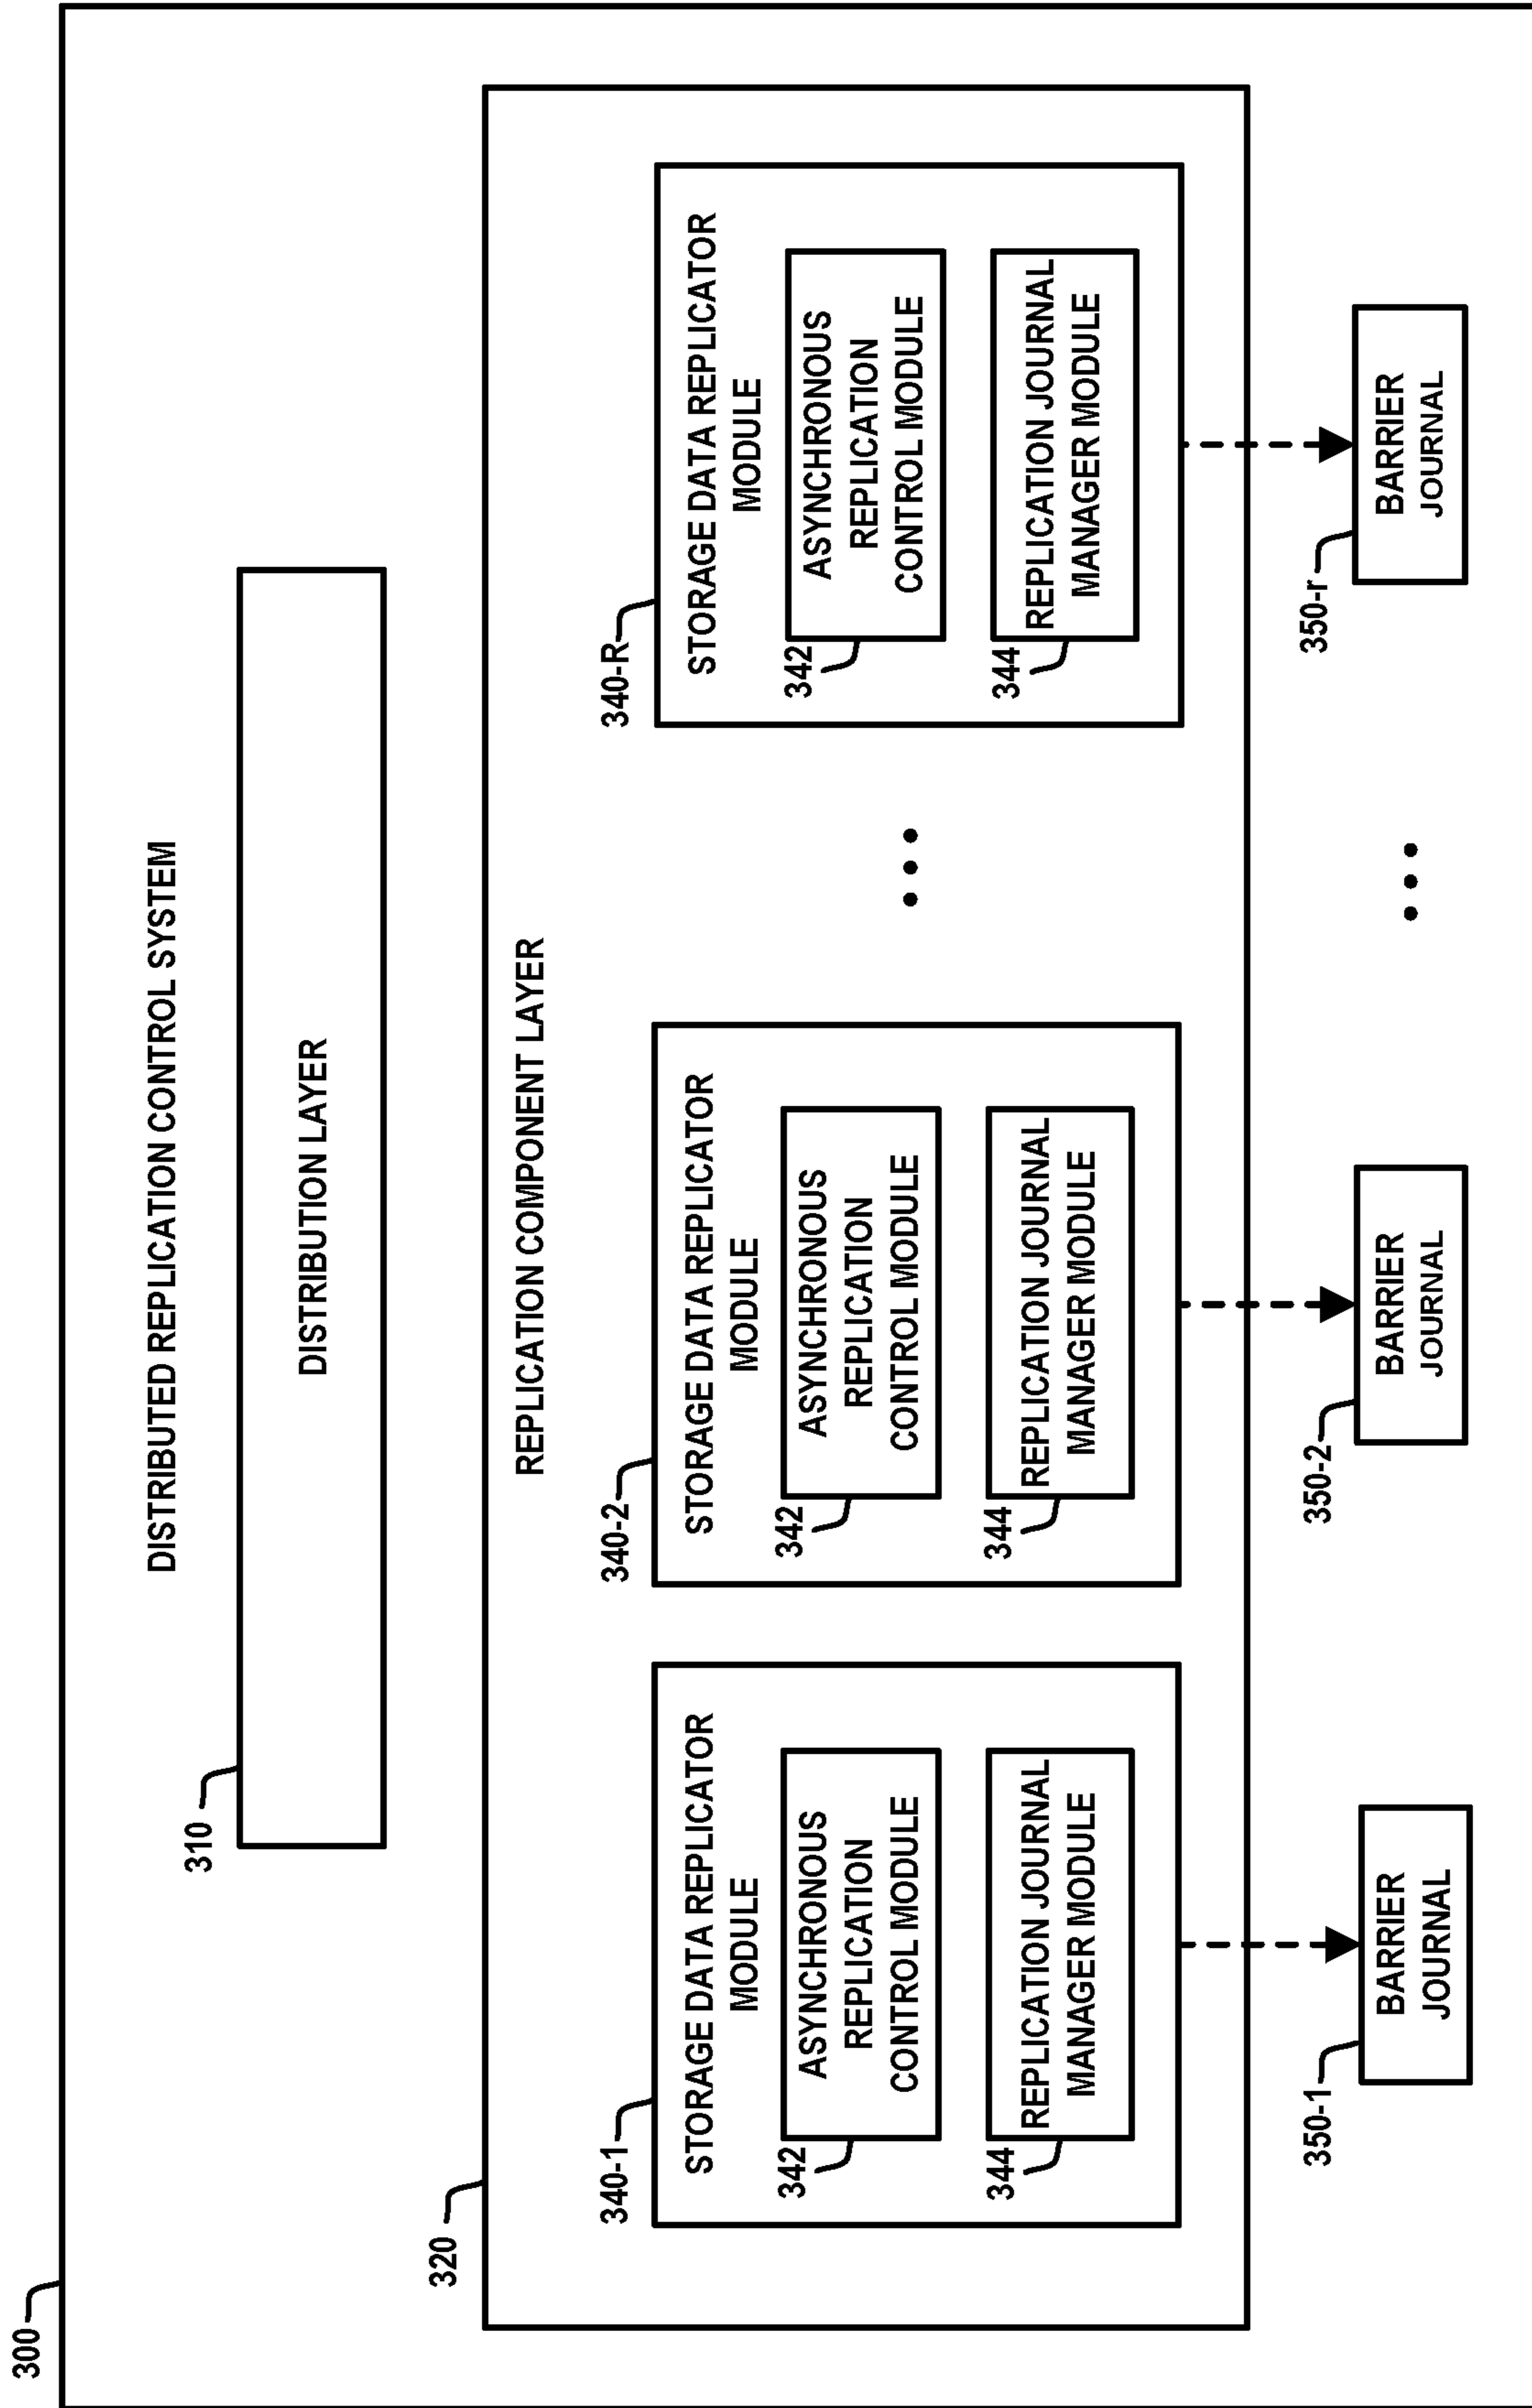 300
DISTRIBUTED REPLICATION CONTROL SYSTEM
310
DISTRIBUTION LAYER
320
REPLICATION COMPONENT LAYER
340-1
STORAGE DATA REPLICATOR
MODULE
342
ASYNCHRONOUS
REPLICATION
CONTROL MODULE
344
REPLICATION JOURNAL
MANAGER MODULE
340-2
STORAGE DATA REPLICATOR
MODULE
342
ASYNCHRONOUS
REPLICATION
CONTROL MODULE
344
REPLICATION JOURNAL
MANAGER MODULE
340-R
STORAGE DATA REPLICATOR
MODULE
342
ASYNCHRONOUS
REPLICATION
CONTROL MODULE
344
REPLICATION JOURNAL
MANAGER MODULE
350-1
BARRIER
JOURNAL
350-2
BARRIER
JOURNAL
350-r
BARRIER
JOURNAL